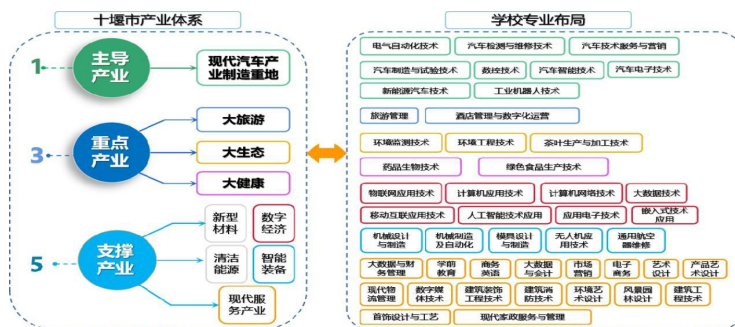 十堰市产业体系
学校专业布局
1
主导
产业
现代汽车产
业制造重地
3
重点
产业
大旅游
大生态
大健康
5
支撑
产业
新型
材料
数字
经济
清洁
能源
智能
装备
现代服
务产业
电气自动化技术 汽车检测与维修技术 汽车技术服务与营销
汽车制造与试验技术 数控技术 汽车智能技术 汽车电子技术
新能源汽车技术 工业机器人技术
旅游管理 酒店管理与数字化运营
环境监测技术 环境工程技术 茶叶生产与加工技术
药品生物技术 绿色食品生产技术
物联网应用技术 计算机应用技术 计算机网络技术 大数据技术
移动互联应用技术 人工智能技术应用 应用电子技术 嵌入式技术
应用
机械设计
与制造
机械制造
及自动化
模具设计
与制造
无人机应
用技术
通用航空
器维修
大数据与财
务管理
学前
教育
商务
英语
大数据
与会计
市场
营销
电子
商务
艺术
设计
产品艺
术设计
现代物
流管理
数字媒
体技术
建筑装饰
工程技术
建筑消
防技术
环境艺
术设计
风景园
林设计
建筑工
程技术
首饰设计与工艺 现代家政服务与管理